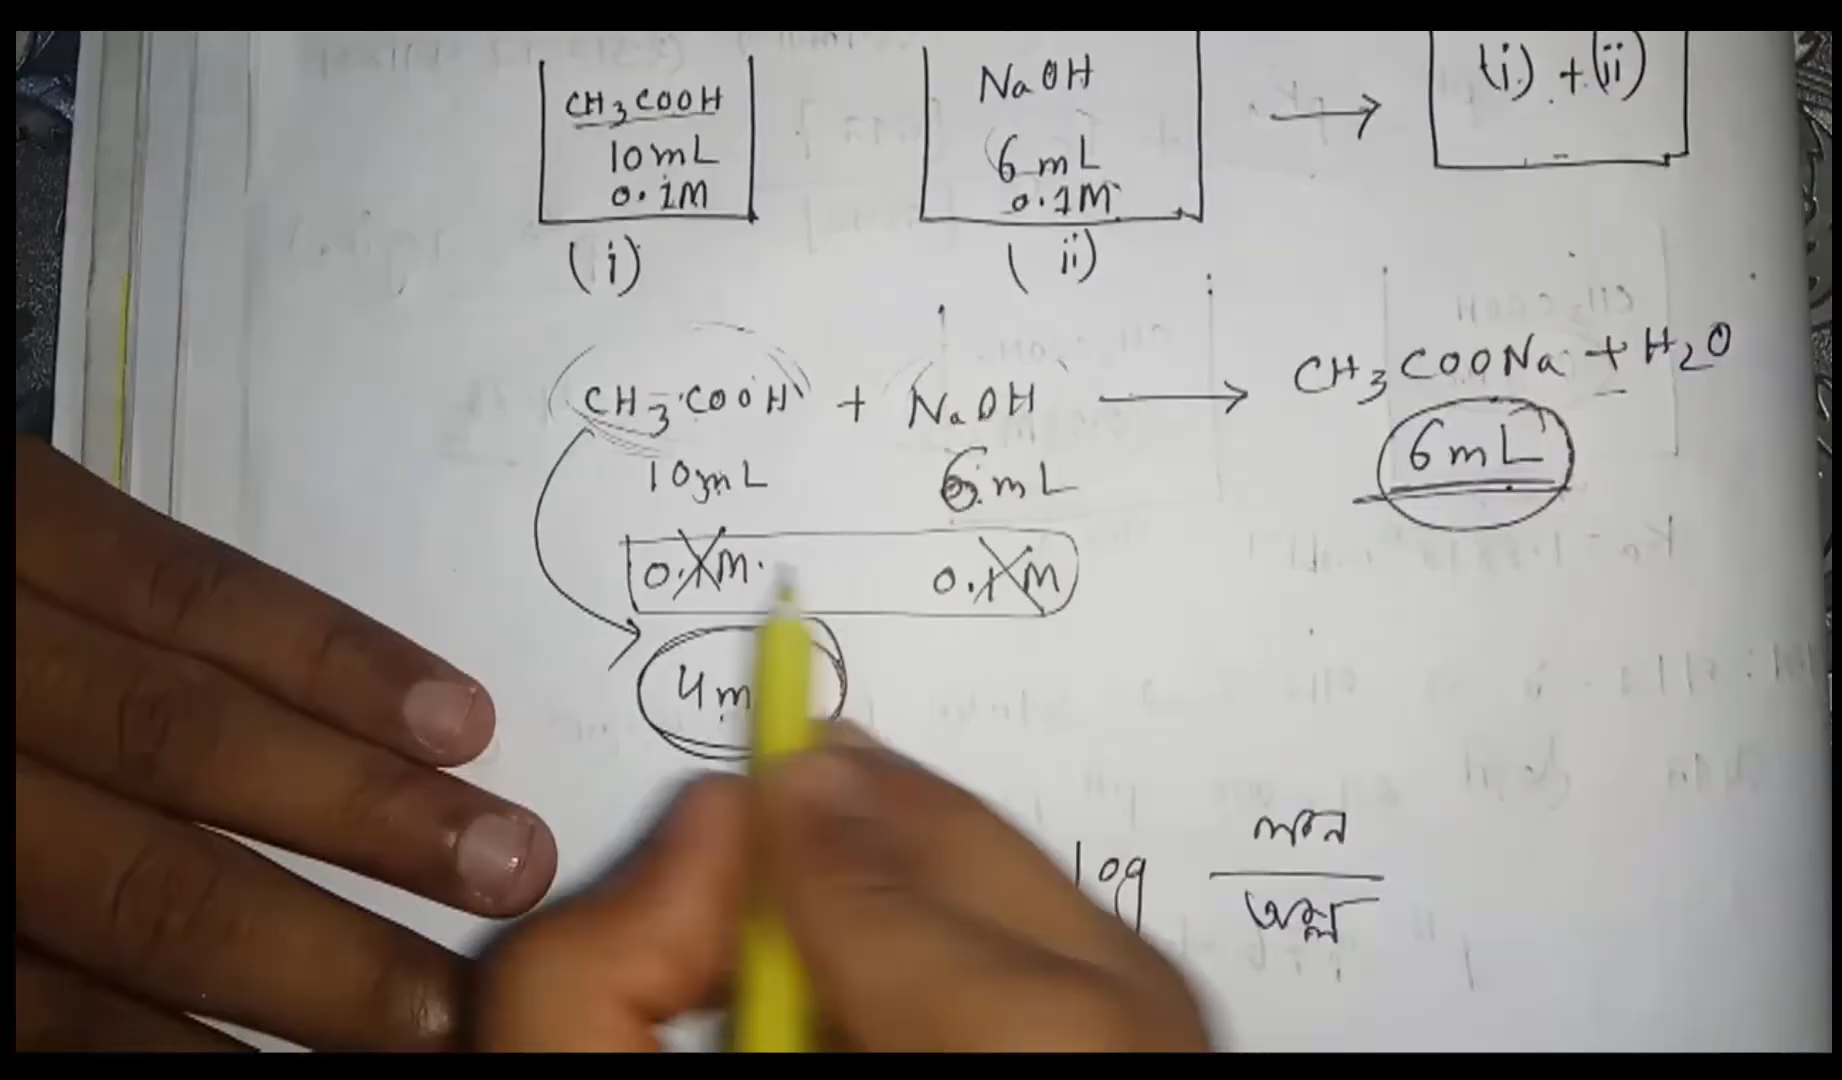 CH3COOH NaOH (i) + (ii)
10mL 6mL
0.1M 0.1M
(i) (ii)
CH3COOH + NaOH → CH3COONa + H2O
10mL 6mL 6mL
0.1M. 0.1M
4m
log লবন
অম্ল